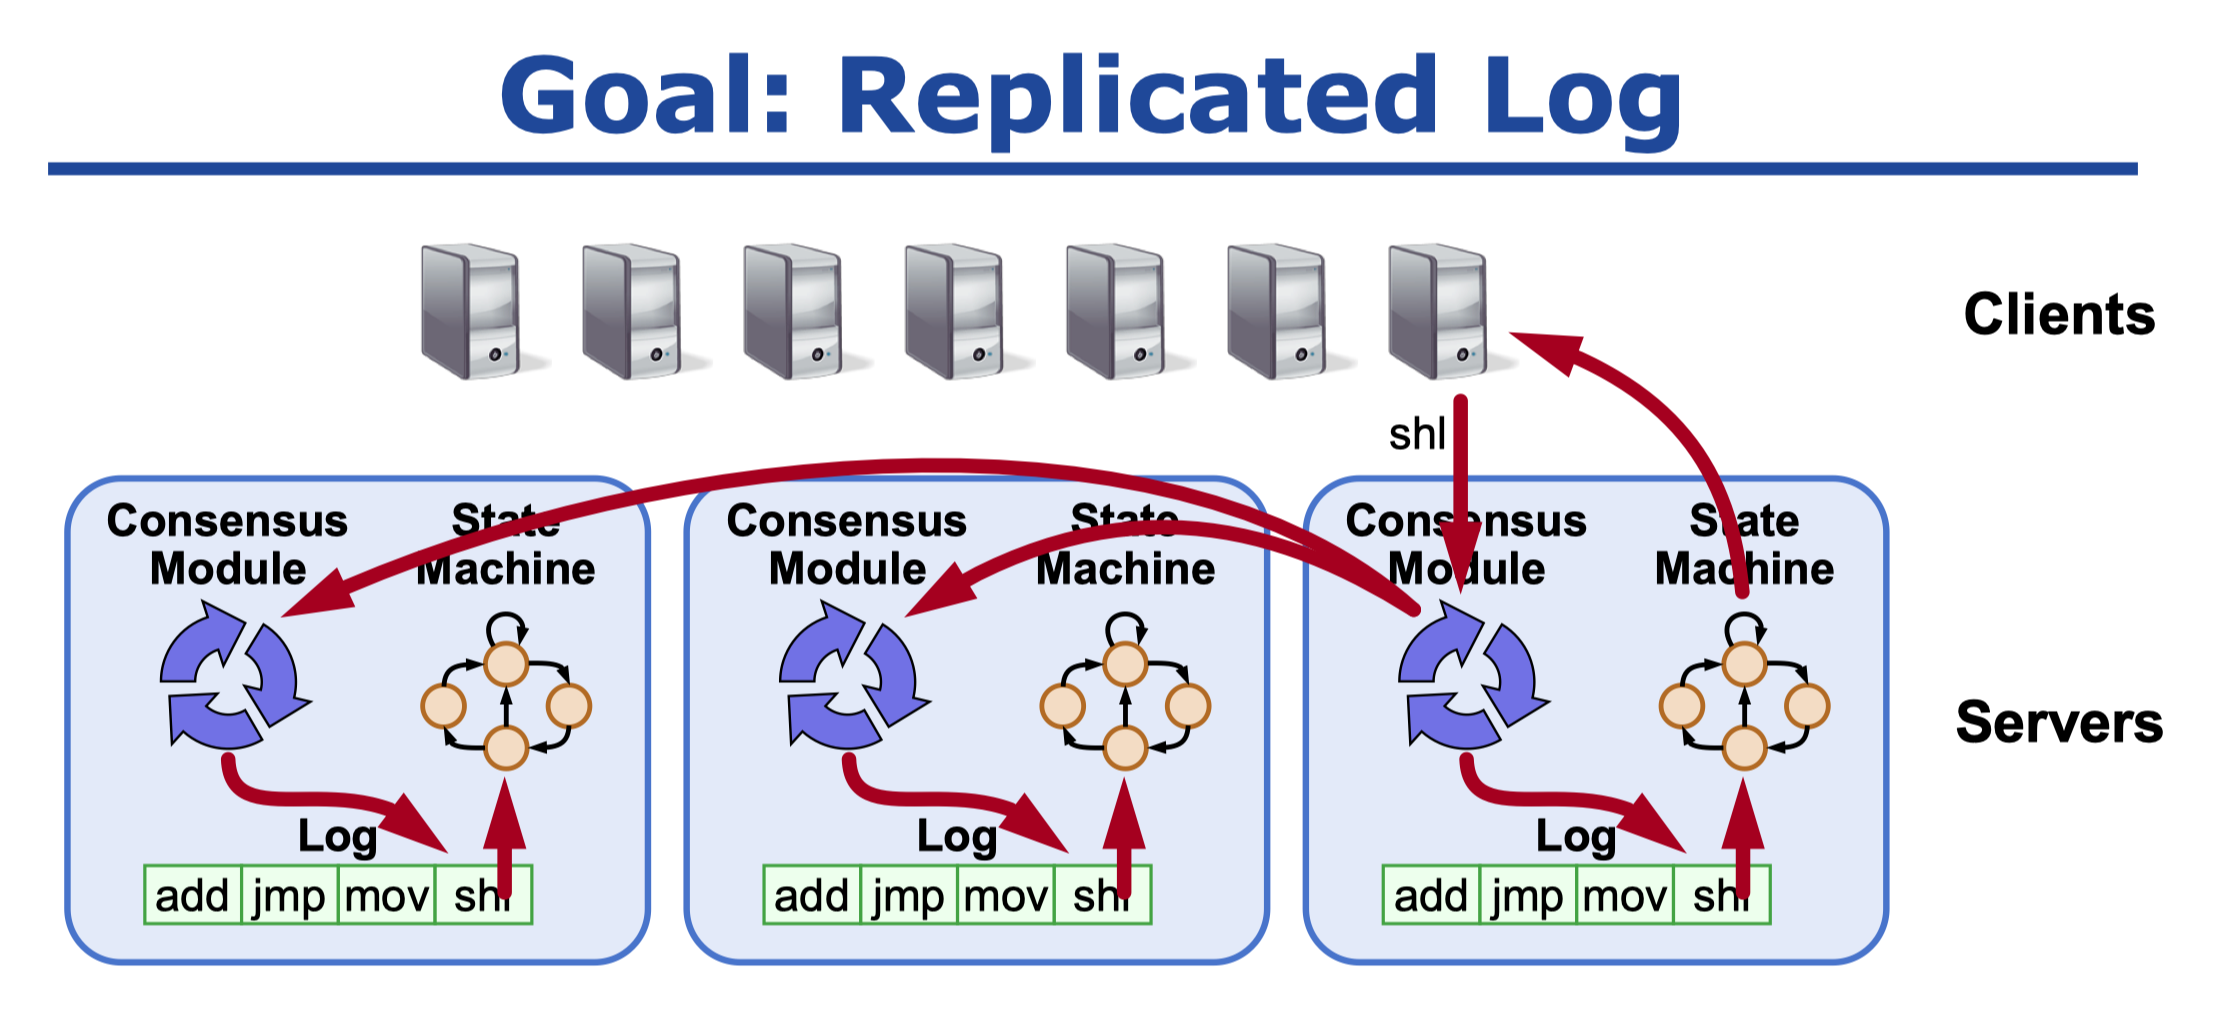 Goal: Replicated Log
Clients
shl
Consensus Module
State Machine
Consensus Module
State Machine
Consensus Module
State Machine
Servers
Log
add jmp mov shl
Log
add jmp mov shl
Log
add jmp mov shl